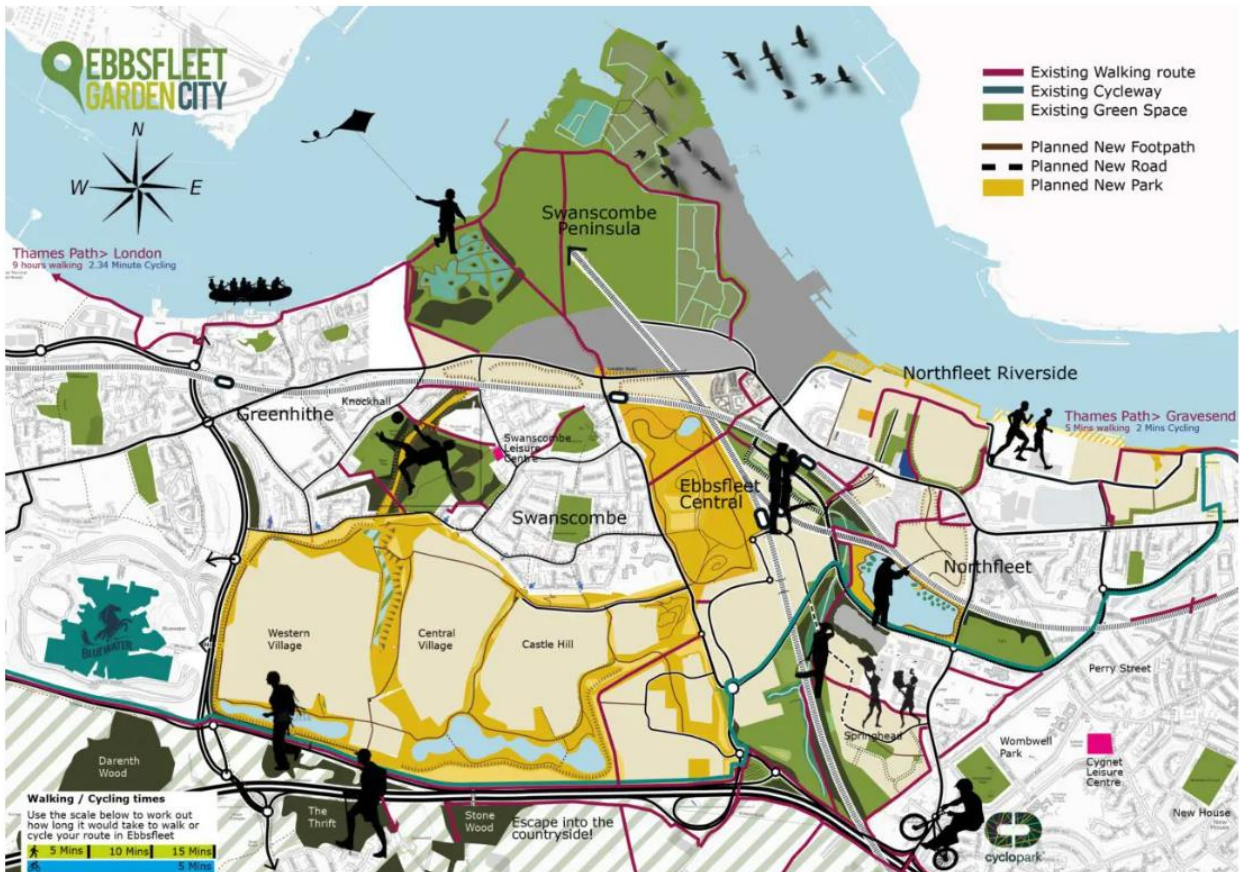 EBBSFLEET
GARDENCITY
N
W
E
Existing Walking route
Existing Cycleway
Existing Green Space
Planned New Footpath
Planned New Road
Planned New Park
Swanscombe
Peninsula
Thames Path> London
9 hours walking 2.34 Minute Cycling
Northfleet Riverside
Thames Path> Gravesend
5 Mins walking 2 Mins Cycling
Knockhall
Greenhithe
Swanscombe
Leisure
Centre
Ebbsfleet
Central
Swanscombe
Northfleet
BLUEWATER
Bluewater
Western
Village
Central
Village
Castle Hill
Perry Street
Springhead
Wombwell
Park
Cygnet
Leisure
Centre
Darenth
Wood
The
Thrift
Stone
Wood
Escape into the
countryside!
New House
cyclopark
Walking / Cycling times
Use the scale below to work out
how long it would take to walk or
cycle your route in Ebbsfleet
5 Mins 10 Mins 15 Mins
5 Mins